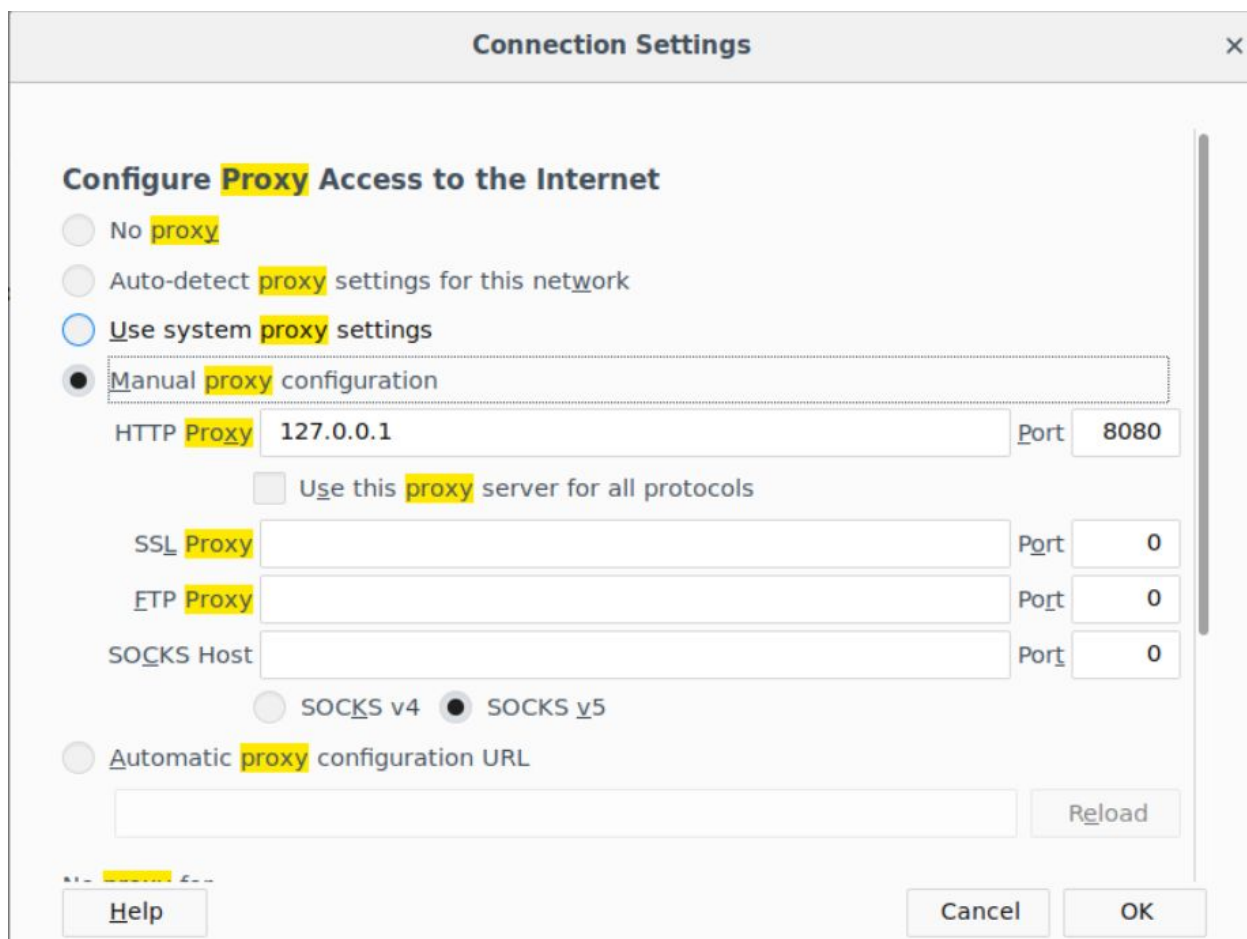 Connection Settings
Configure Proxy Access to the Internet
No proxy
Auto-detect proxy settings for this network
Use system proxy settings
Manual proxy configuration
HTTP Proxy 127.0.0.1 Port 8080
Use this proxy server for all protocols
SSL Proxy Port 0
FTP Proxy Port 0
SOCKS Host Port 0
SOCKS v4 SOCKS v5
Automatic proxy configuration URL
Reload
No proxy for
Help Cancel OK